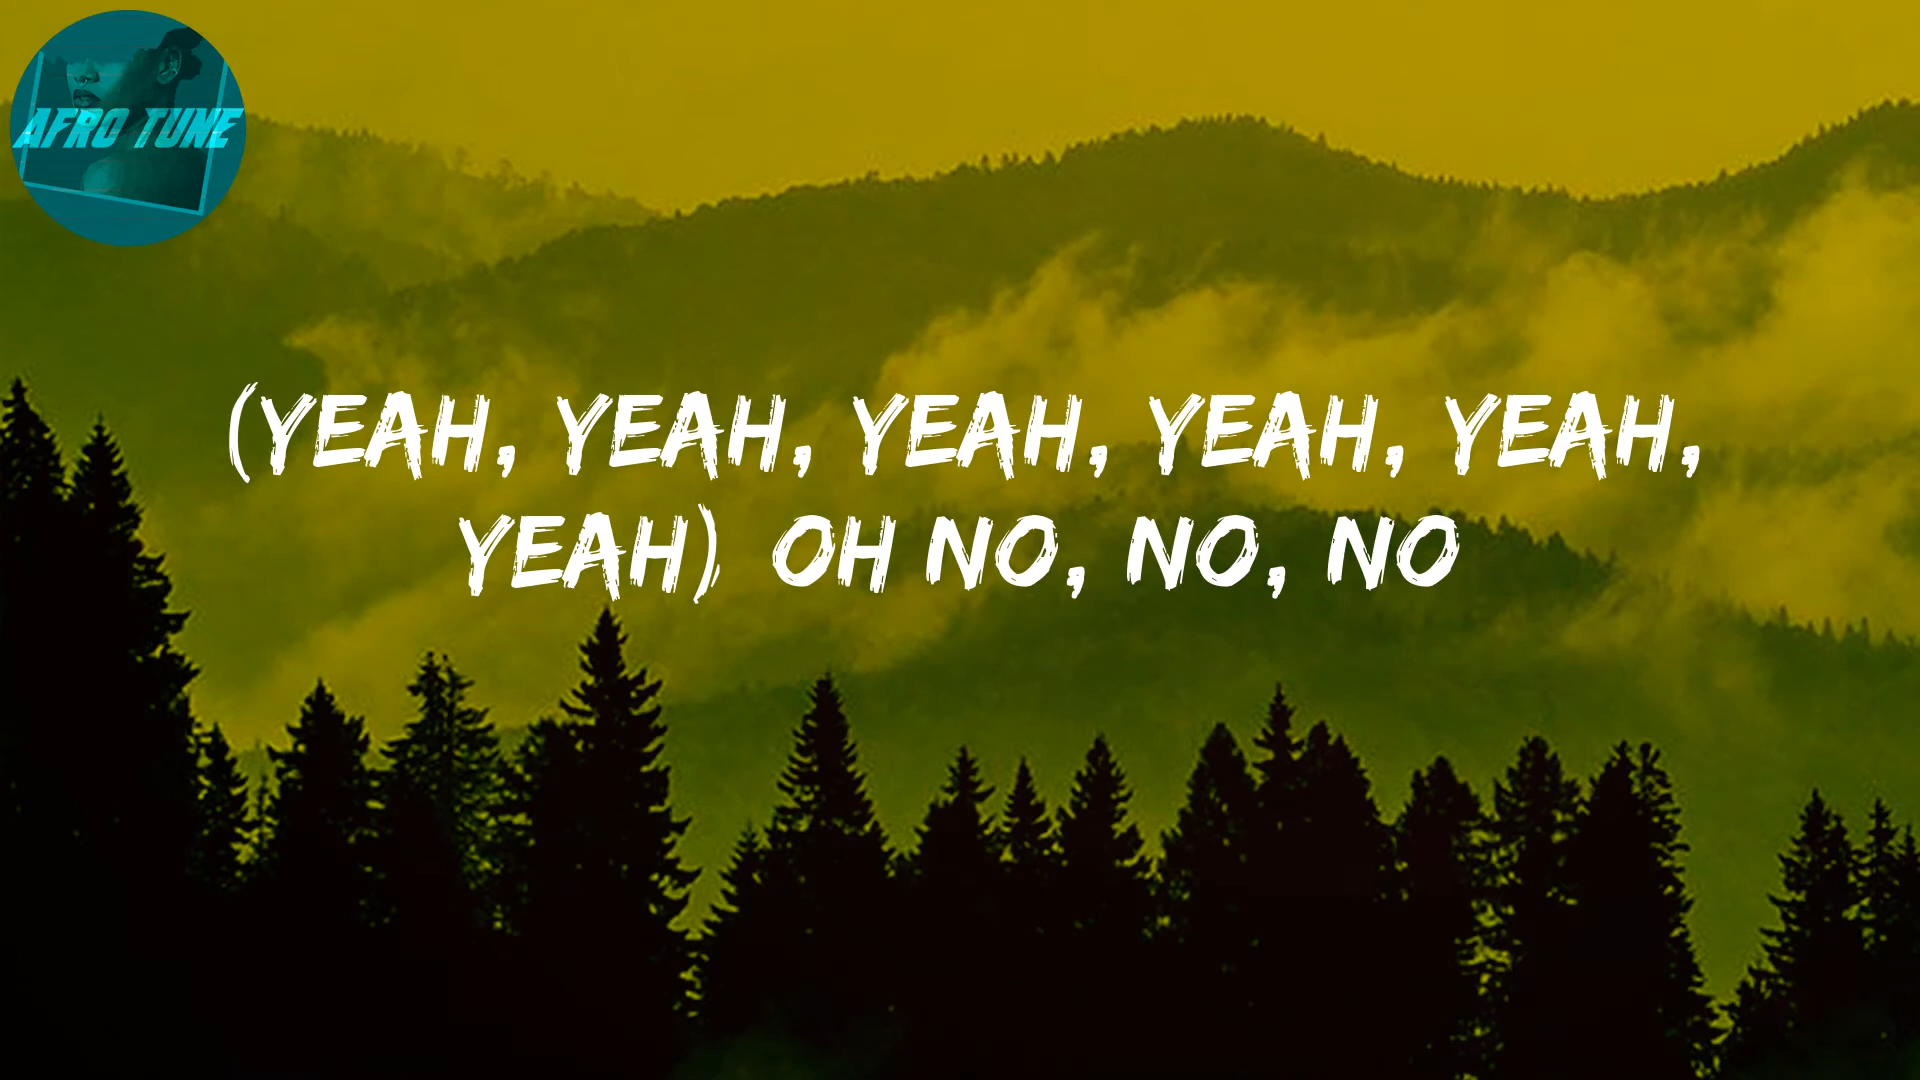 AFRO TUNE
(YEAH, YEAH, YEAH, YEAH, YEAH,
YEAH) OH NO, NO, NO